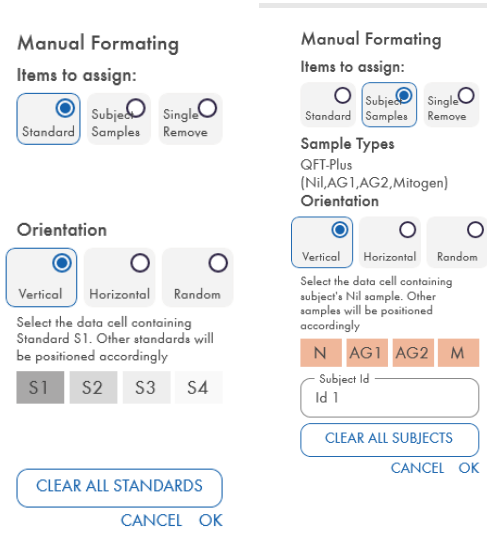 Manual Formating
Items to assign:
Standard
Subject Samples
Single Remove
Orientation
Vertical
Horizontal
Random
Select the data cell containing
Standard S1. Other standards will
be positioned accordingly
S1 S2 S3 S4
CLEAR ALL STANDARDS
CANCEL OK
Manual Formating
Items to assign:
Standard
Subject Samples
Single Remove
Sample Types
QFT-Plus
(Nil,AG1,AG2,Mitogen)
Orientation
Vertical
Horizontal
Random
Select the data cell containing
subject's Nil sample. Other
samples will be positioned
accordingly
N AG1 AG2 M
Subject Id
Id 1
CLEAR ALL SUBJECTS
CANCEL OK